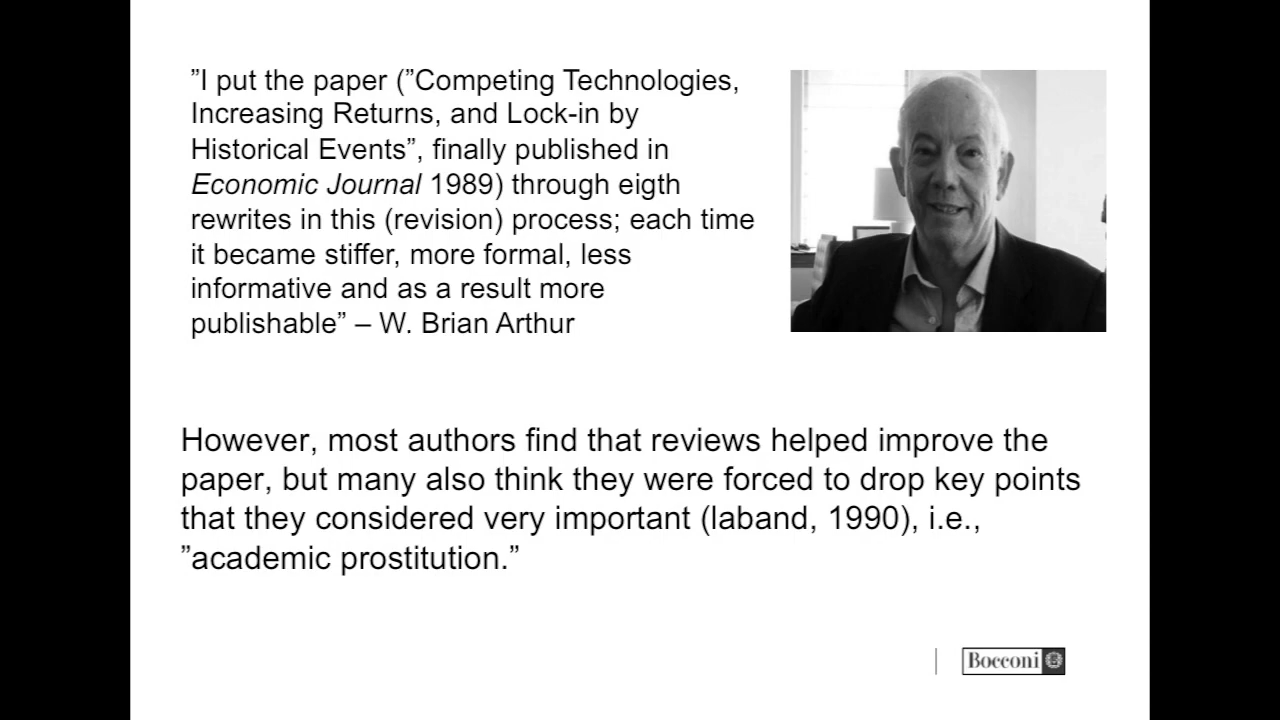 ”I put the paper (”Competing Technologies,
Increasing Returns, and Lock-in by
Historical Events”, finally published in
Economic Journal 1989) through eigth
rewrites in this (revision) process; each time
it became stiffer, more formal, less
informative and as a result more
publishable” – W. Brian Arthur
However, most authors find that reviews helped improve the
paper, but many also think they were forced to drop key points
that they considered very important (laband, 1990), i.e.,
”academic prostitution.”
Bocconi